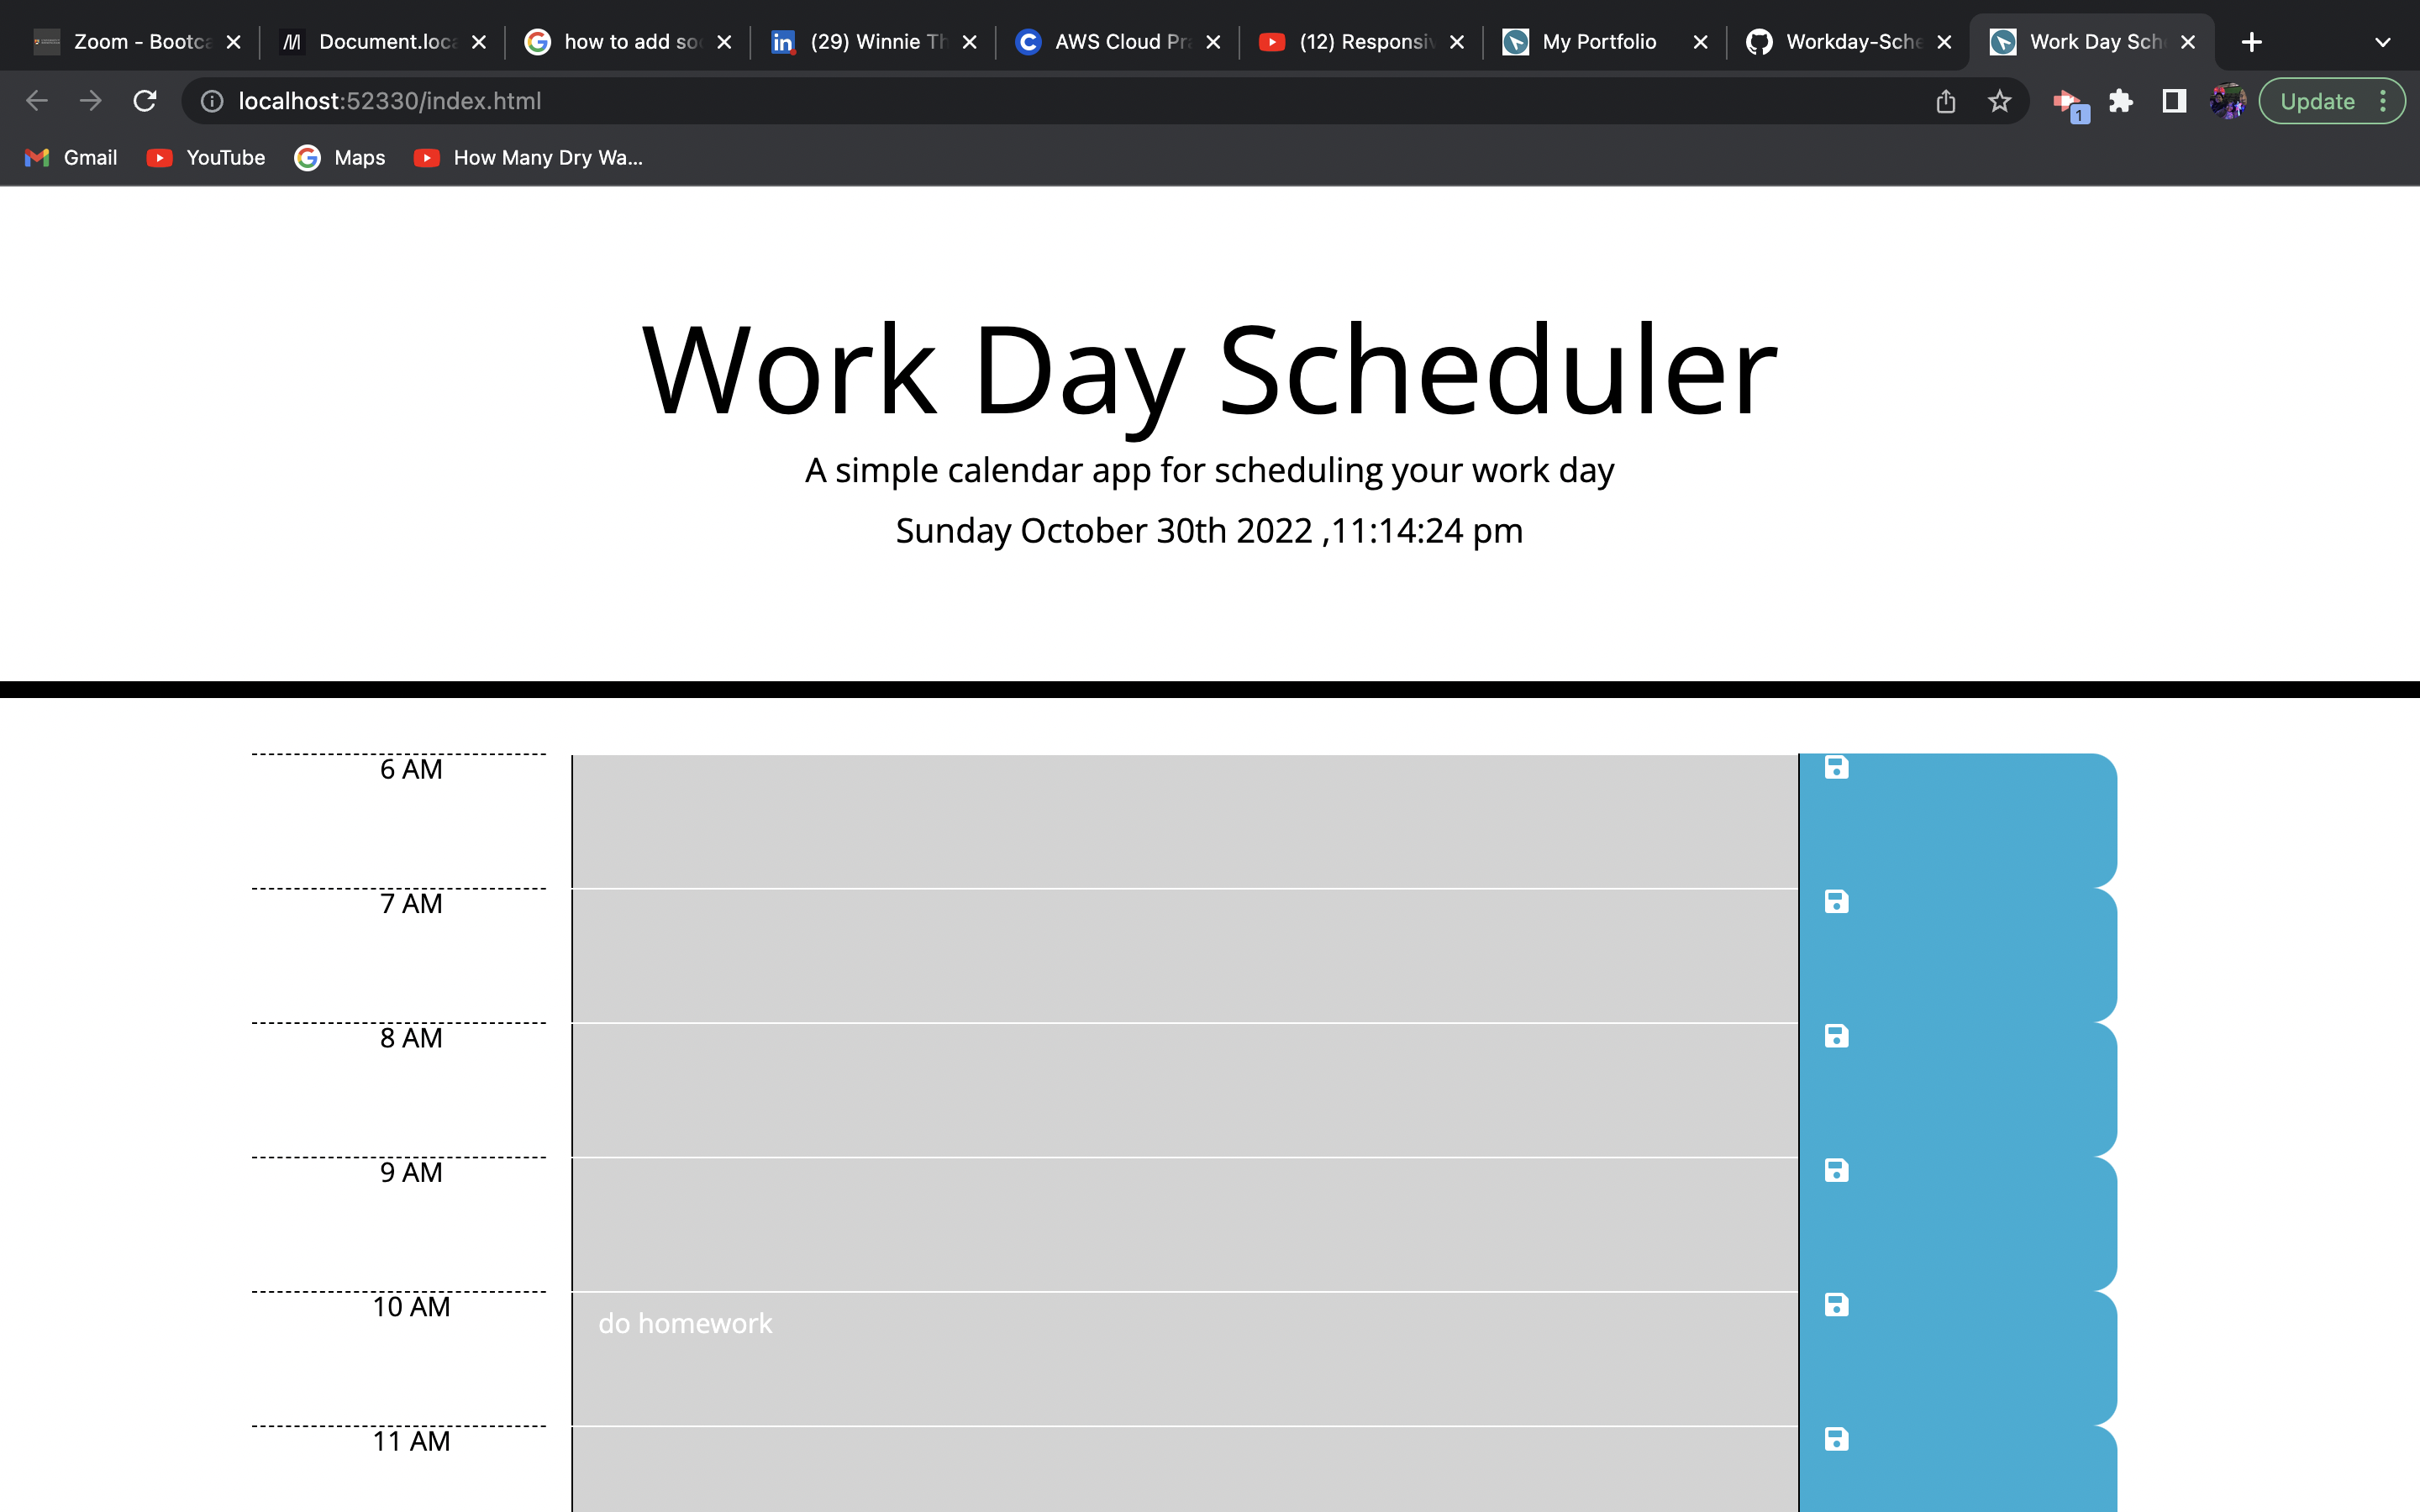 Zoom - Bootca
Document.loca
how to add so
(29) Winnie Th
AWS Cloud Pra
(12) Responsiv
My Portfolio
Workday-Sche
Work Day Sch
localhost:52330/index.html
1
Update
Gmail
YouTube
Maps
How Many Dry Wa...
Work Day Scheduler
A simple calendar app for scheduling your work day
Sunday October 30th 2022 ,11:14:24 pm
6 AM
7 AM
8 AM
9 AM
10 AM
do homework
11 AM